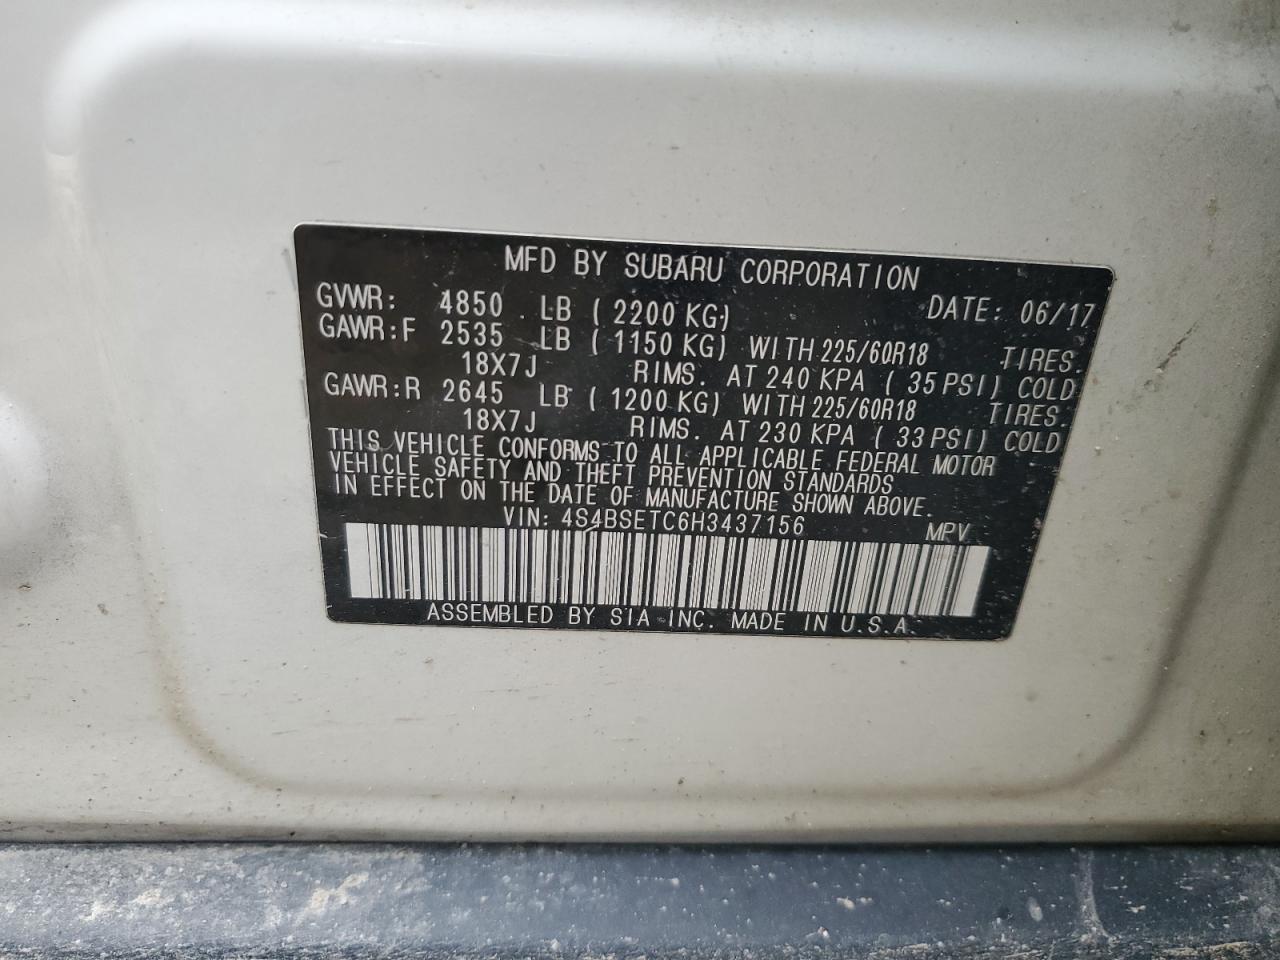 MFD BY SUBARU CORPORATION
GVWR: 4850 LB ( 2200 KG) DATE: 06/17
GAWR:F 2535 LB ( 1150 KG) WITH 225/60R18 TIRES.
18X7J RIMS. AT 240 KPA ( 35 PSI) COLD
GAWR:R 2645 LB ( 1200 KG) WITH 225/60R18 TIRES.
18X7J RIMS. AT 230 KPA ( 33 PSI) COLD
THIS VEHICLE CONFORMS TO ALL APPLICABLE FEDERAL MOTOR
VEHICLE SAFETY AND THEFT PREVENTION STANDARDS
IN EFFECT ON THE DATE OF MANUFACTURE SHOWN ABOVE.
VIN: 4S4BSETC6H3437156 MPV
ASSEMBLED BY SIA INC. MADE IN U.S.A.